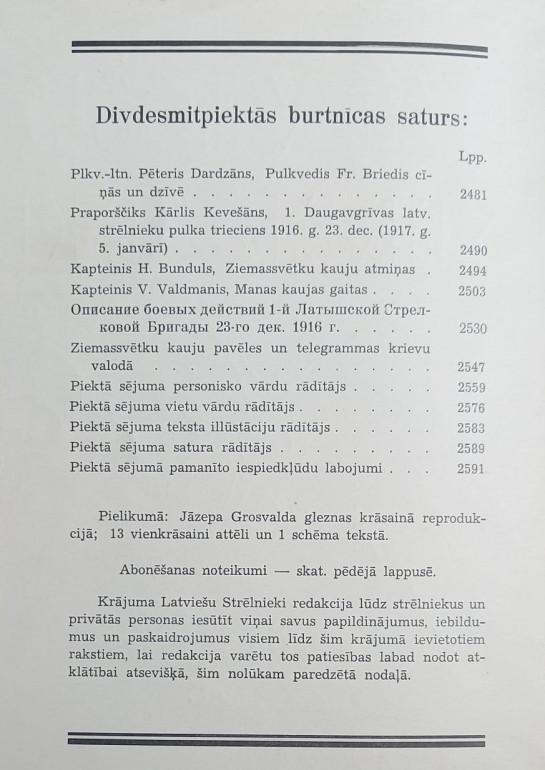 Divdesmitpiektās burtnīcas saturs:
Lpp.
Plkv.-ltn. Pēteris Dardzāns, Pulkvedis Fr. Briedis cī-
ņās un dzīvē . . . . . . . . . . . . . . 2481
Praporščiks Kārlis Kevešāns, 1. Daugavgrīvas latv.
strēlnieku pulka trieciens 1916. g. 23. dec. (1917. g.
5. janvārī) . . . . . . . . . . . . . . . 2490
Kapteinis H. Bunduls, Ziemassvētku kauju atmiņas . 2494
Kapteinis V. Valdmanis, Manas kaujas gaitas . . . . 2503
Описание боевых действий 1-й Латышской Стрел-
ковой Бригады 23-го дек. 1916 г. . . . . . 2530
Ziemassvētku kauju pavēles un telegrammas krievu
valodā . . . . . . . . . . . . . . . . 2547
Piektā sējuma personisko vārdu rādītājs . . . . . 2559
Piektā sējuma vietu vārdu rādītājs . . . . . . . 2576
Piektā sējuma teksta illūstāciju rādītājs . . . . . . 2583
Piektā sējuma satura rādītājs . . . . . . . . 2589
Piektā sējumā pamanīto iespiedkļūdu labojumi . . . 2591
Pielikumā: Jāzepa Grosvalda gleznas krāsainā reproduk-
cijā; 13 vienkrāsaini attēli un 1 schēma tekstā.
Abonēšanas noteikumi — skat. pēdējā lappusē.
Krājuma Latviešu Strēlnieki redakcija lūdz strēlniekus un
privātās personas iesūtīt viņai savus papildinājumus, iebildu-
mus un paskaidrojumus visiem līdz šim krājumā ievietotiem
rakstiem, lai redakcija varētu tos patiesības labad nodot at-
klātībai atsevišķā, šim nolūkam paredzētā nodaļā.